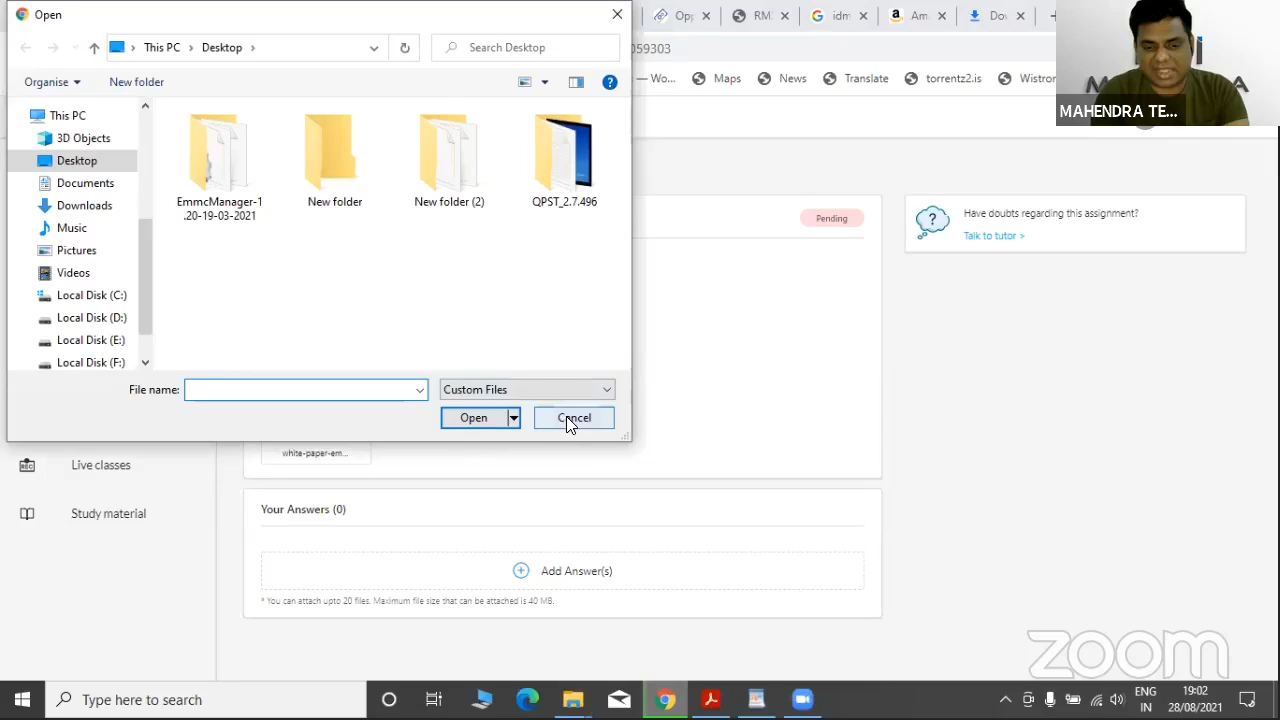 Open
Opp
RM
idm
Am
Do
This PC
Desktop
Search Desktop
059303
Organise
New folder
Wo...
Maps
News
Translate
torrentz2.is
Wistron
MAHENDRA TE...
This PC
3D Objects
Desktop
Documents
Downloads
Music
Pictures
Videos
Local Disk (C:)
Local Disk (D:)
Local Disk (E:)
Local Disk (F:)
EmmcManager-1
.20-19-03-2021
New folder
New folder (2)
QPST_2.7.496
Pending
Have doubts regarding this assignment?
Talk to tutor >
File name:
Custom Files
Open
Cancel
white-paper-em...
Live classes
Study material
Your Answers (0)
Add Answer(s)
* You can attach upto 20 files. Maximum file size that can be attached is 40 MB.
zoom
Type here to search
ENG
IN
19:02
28/08/2021